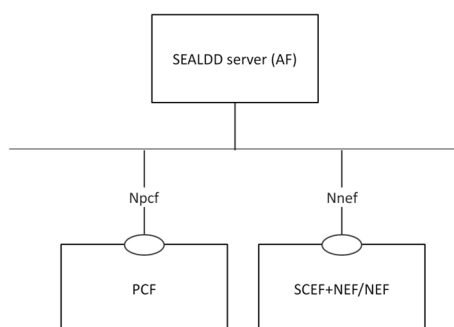 SEALDD server (AF)
Npcf
Nnef
PCF
SCEF+NEF/NEF